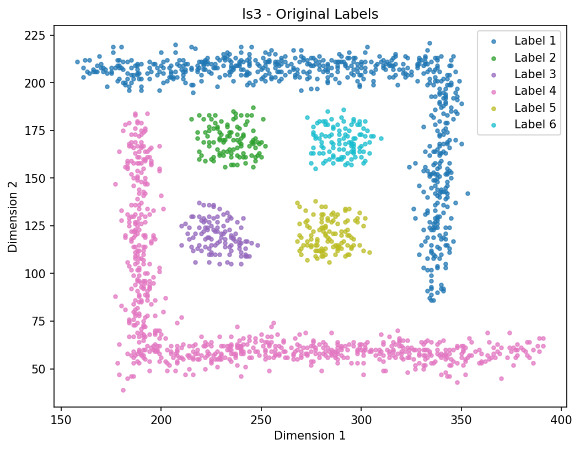 ls3 - Original Labels
225
200
175
150
125
100
75
50
Dimension 2
150
200
250
300
350
400
Dimension 1
Label 1
Label 2
Label 3
Label 4
Label 5
Label 6